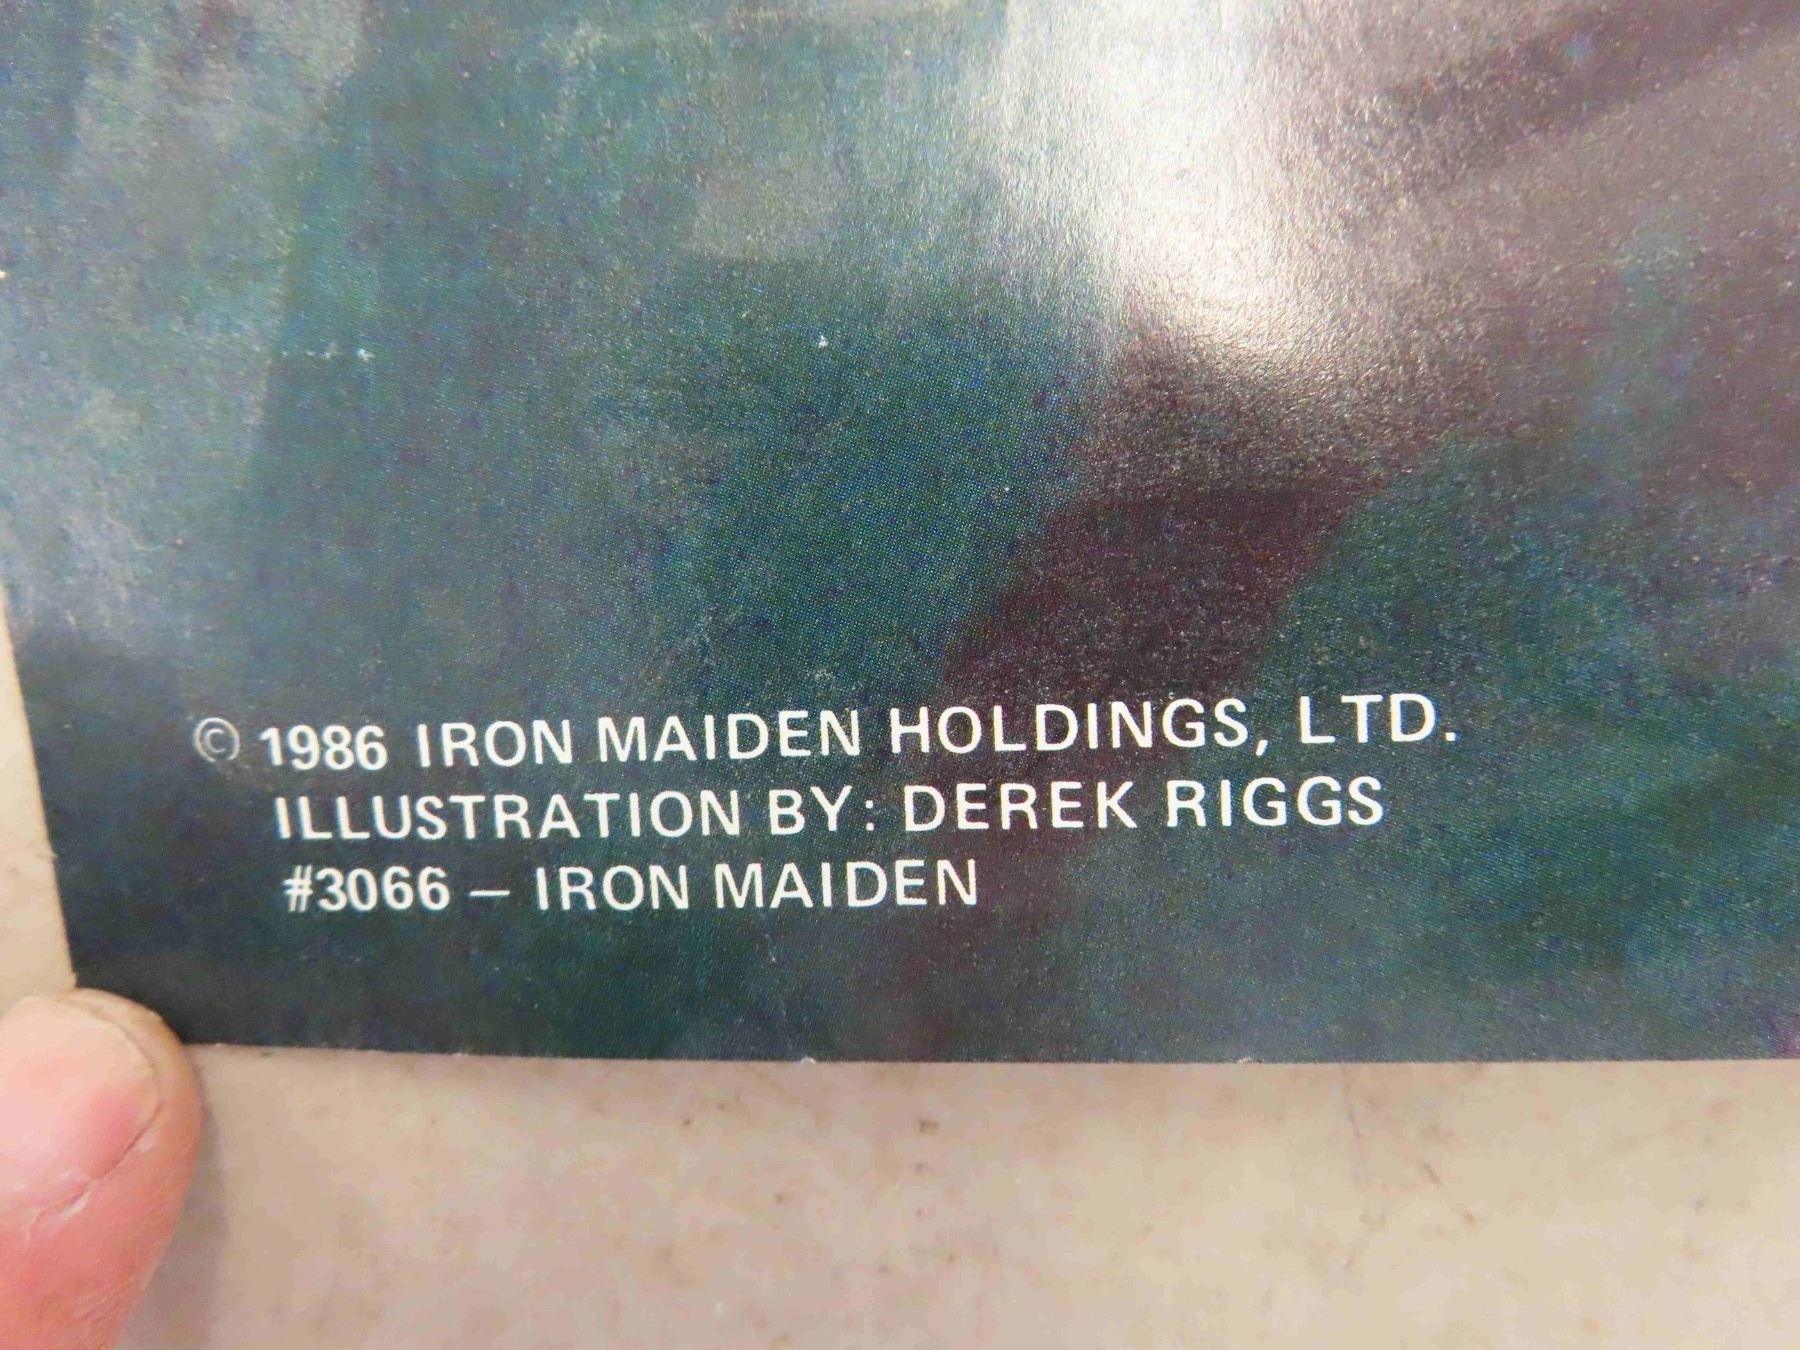 © 1986 IRON MAIDEN HOLDINGS, LTD.
ILLUSTRATION BY: DEREK RIGGS
#3066 – IRON MAIDEN